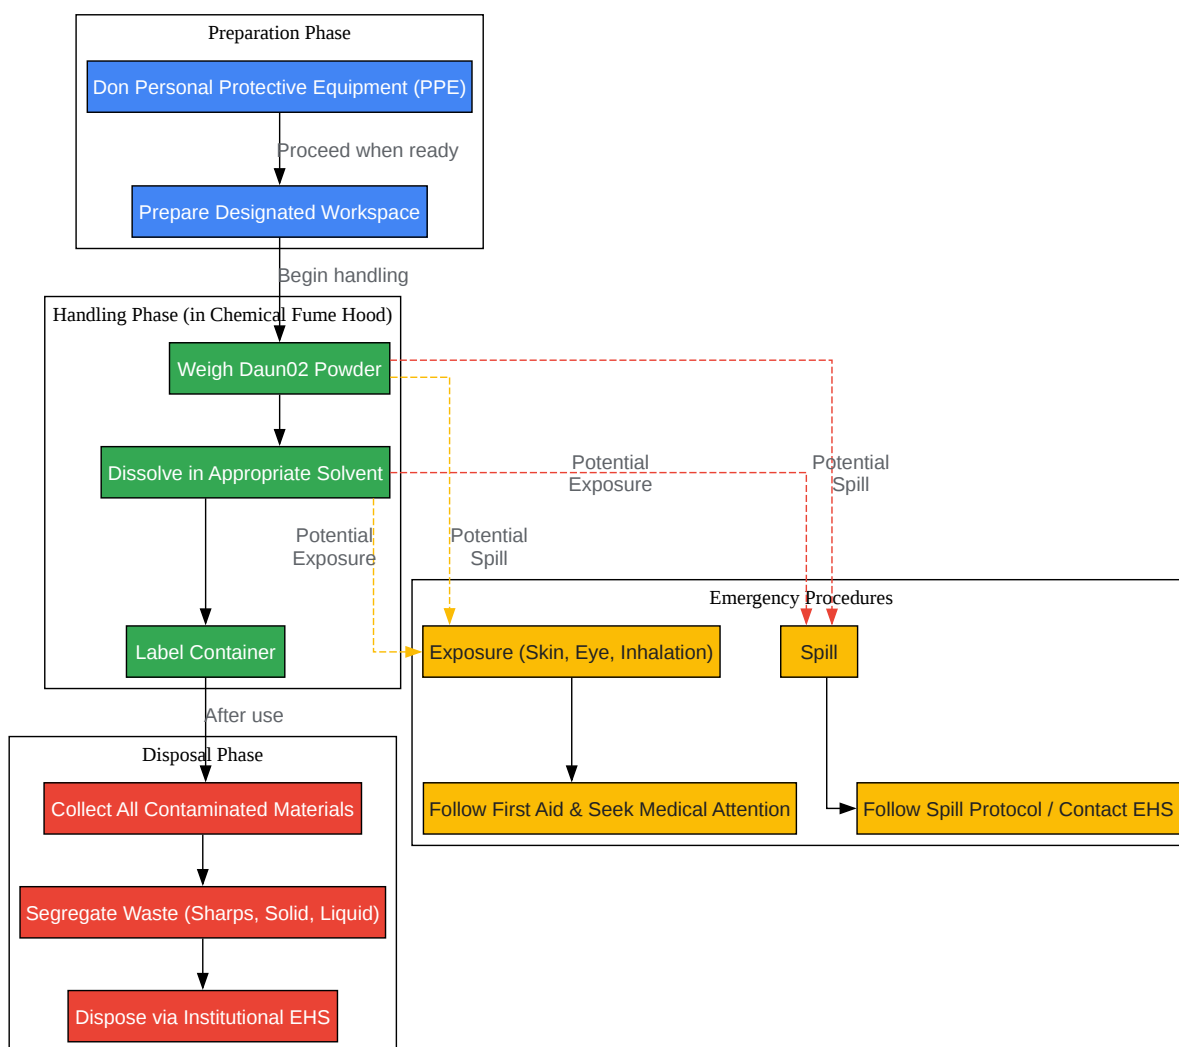 Preparation Phase
Don Personal Protective Equipment (PPE)
Proceed when ready
Prepare Designated Workspace
Begin handling
Handling Phase (in Chemical Fume Hood)
Weigh Daun02 Powder
Dissolve in Appropriate Solvent
Potential
Exposure
Potential
Spill
Potential
Exposure
Potential
Spill
Label Container
Emergency Procedures
Exposure (Skin, Eye, Inhalation)
Spill
Follow First Aid & Seek Medical Attention
Follow Spill Protocol / Contact EHS
After use
Disposal Phase
Collect All Contaminated Materials
Segregate Waste (Sharps, Solid, Liquid)
Dispose via Institutional EHS